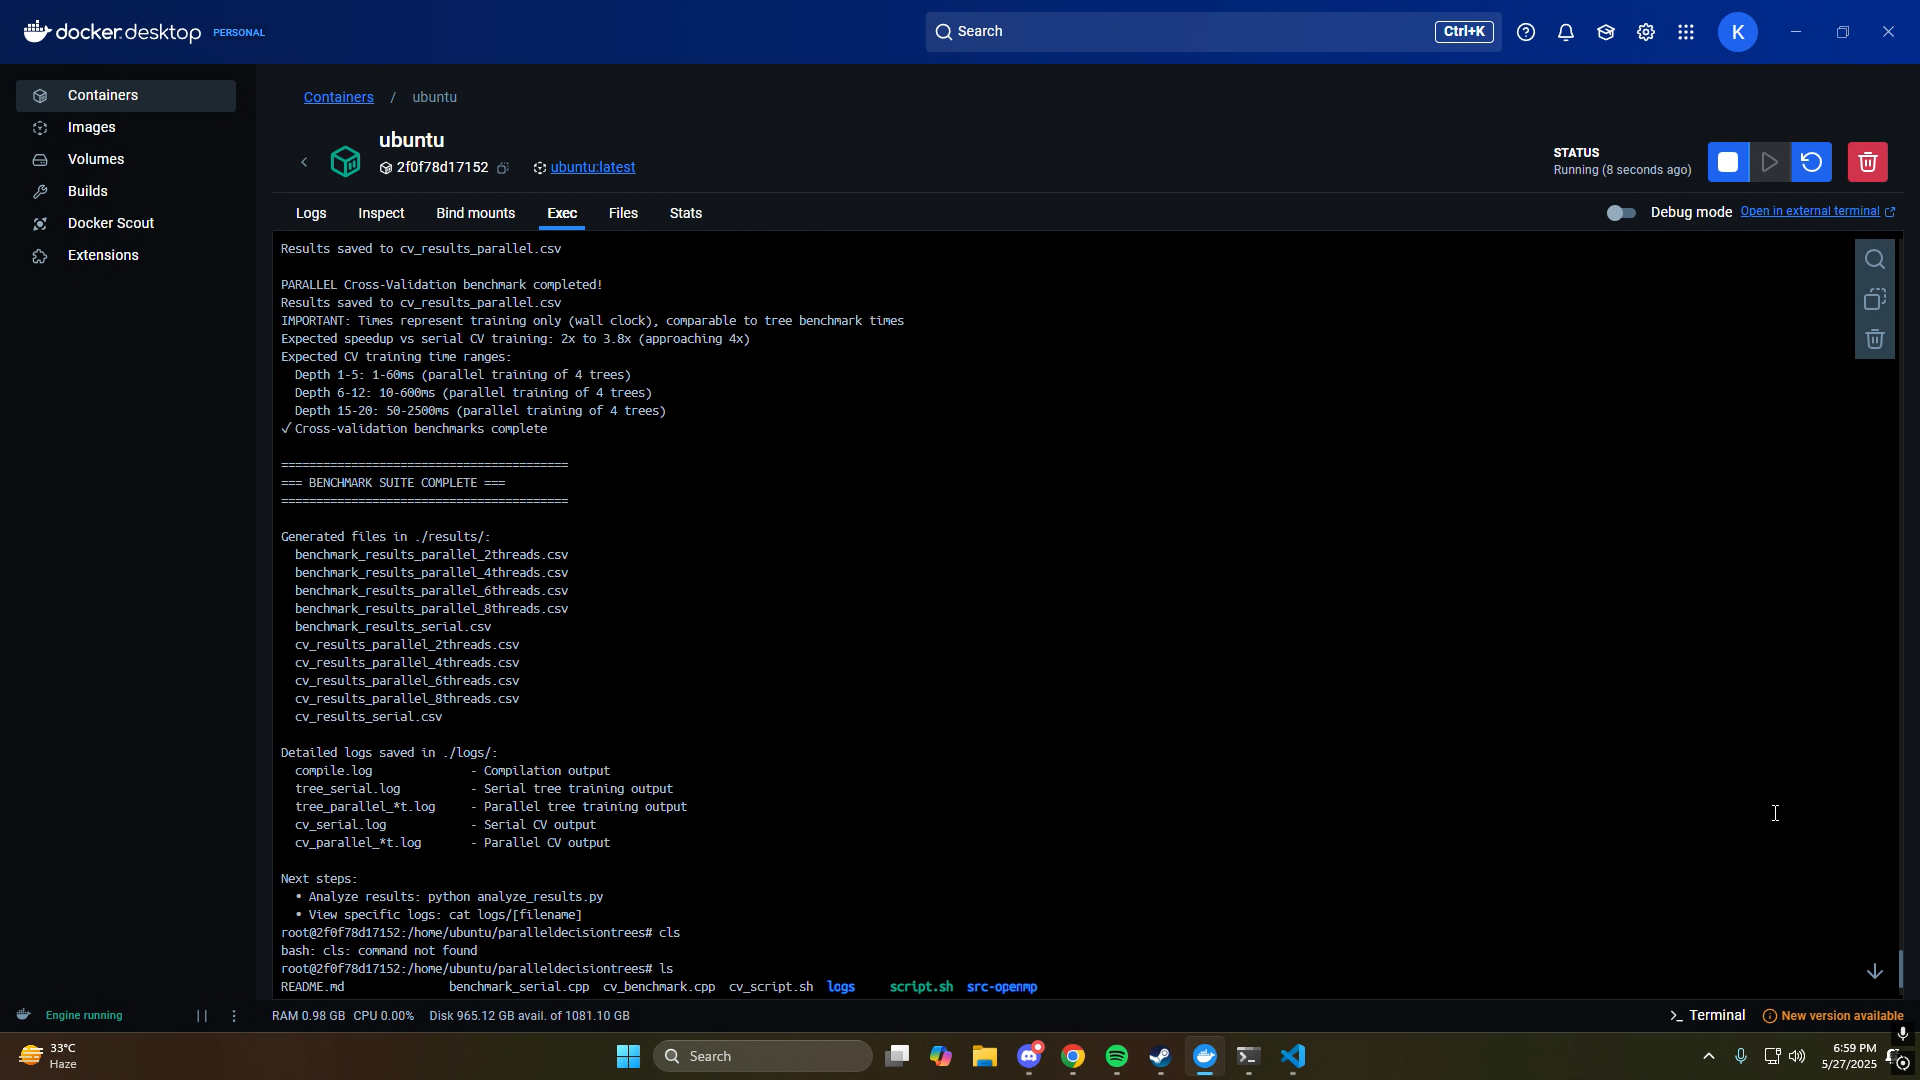 docker.desktop PERSONAL
Search
Ctrl+K
K
Containers
Images
Volumes
Builds
Docker Scout
Extensions
Containers / ubuntu
ubuntu
2f0f78d17152 ubuntu:latest
STATUS
Running (8 seconds ago)
Logs Inspect Bind mounts Exec Files Stats
Debug mode Open in external terminal
Results saved to cv_results_parallel.csv
PARALLEL Cross-Validation benchmark completed!
Results saved to cv_results_parallel.csv
IMPORTANT: Times represent training only (wall clock), comparable to tree benchmark times
Expected speedup vs serial CV training: 2x to 3.8x (approaching 4x)
Expected CV training time ranges:
Depth 1-5: 1-60ms (parallel training of 4 trees)
Depth 6-12: 10-600ms (parallel training of 4 trees)
Depth 15-20: 50-2500ms (parallel training of 4 trees)
✓ Cross-validation benchmarks complete
=========================================
=== BENCHMARK SUITE COMPLETE ===
=========================================
Generated files in ./results/:
benchmark_results_parallel_2threads.csv
benchmark_results_parallel_4threads.csv
benchmark_results_parallel_6threads.csv
benchmark_results_parallel_8threads.csv
benchmark_results_serial.csv
cv_results_parallel_2threads.csv
cv_results_parallel_4threads.csv
cv_results_parallel_6threads.csv
cv_results_parallel_8threads.csv
cv_results_serial.csv
Detailed logs saved in ./logs/:
compile.log - Compilation output
tree_serial.log - Serial tree training output
tree_parallel_*t.log - Parallel tree training output
cv_serial.log - Serial CV output
cv_parallel_*t.log - Parallel CV output
Next steps:
• Analyze results: python analyze_results.py
• View specific logs: cat logs/[filename]
root@2f0f78d17152:/home/ubuntu/paralleldecisiontrees# cls
bash: cls: command not found
root@2f0f78d17152:/home/ubuntu/paralleldecisiontrees# ls
README.md benchmark_serial.cpp cv_benchmark.cpp cv_script.sh logs script.sh src-openmp
Engine running
RAM 0.98 GB CPU 0.00% Disk 965.12 GB avail. of 1081.10 GB
>_ Terminal
New version available
33°C
Haze
Search
6:59 PM
5/27/2025